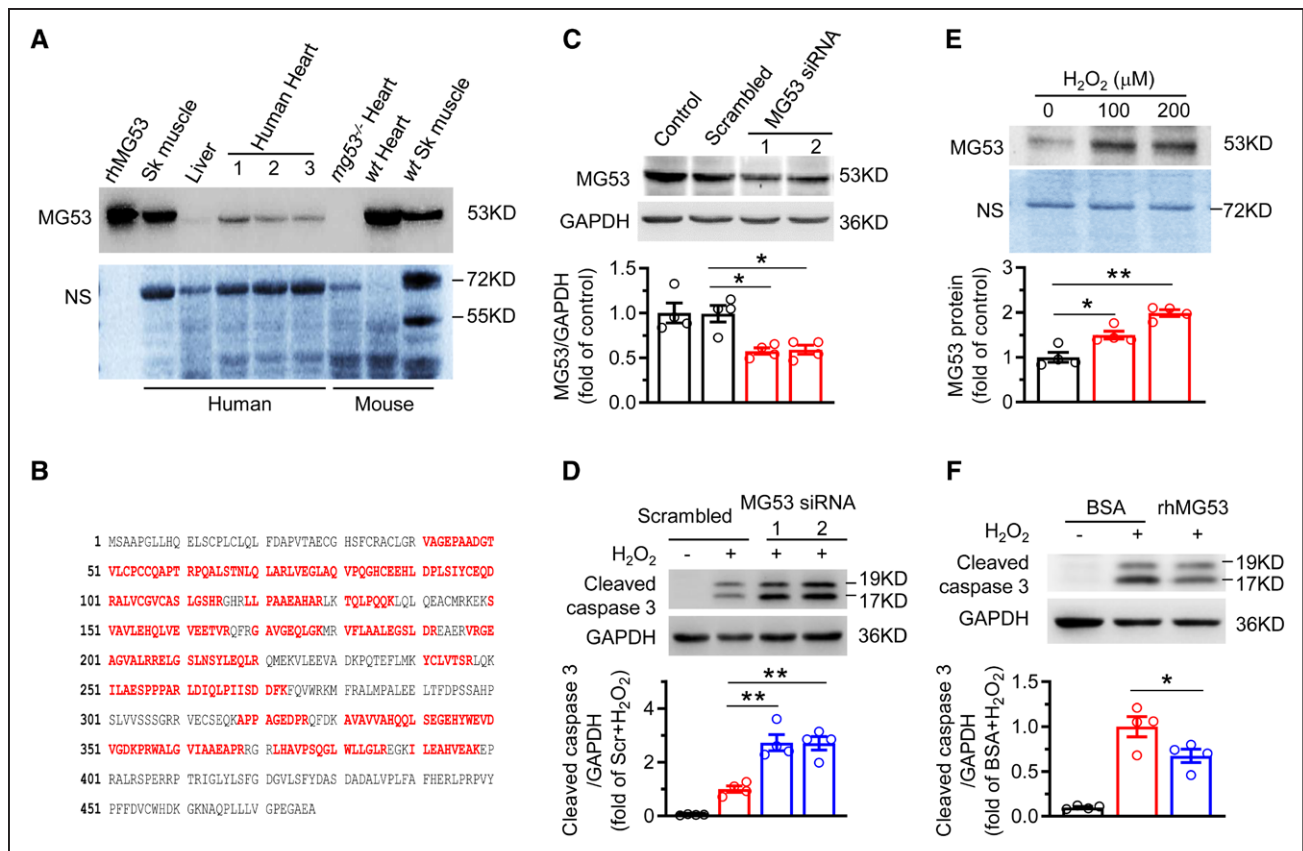 A
rhMG53
Sk muscle
Liver
Human Heart
1 2 3
mg53-/- Heart
wt Heart
wt Sk muscle
MG53
53KD
NS
72KD
55KD
Human
Mouse
B
1 MSAAPGLLHQ ELSCPLCLQL FDAPVTAECG HSFCRACLGR VAGEPAADGT
51 VLCPCCQAPT RPQALSTNLQ LARLVEGLAQ VPQGHCEEHL DPLSIYCEQD
101 RALVCGVCAS LGSHRGHRLL PAAEAHARLK TQLPQQKLQL QEACMRKEKS
151 VAVLEHQLVE VEETVRQFRG AVGEQLGKMR VFLAALEGSL DREAERVRGE
201 AGVALRRELG SLNSYLEQLR QMEKVLEEVA DKPQTEFLMK YCLVTSRLQK
251 ILAESPPPAR LDIQLPIISD DFKFQVWRKM FRALMPALEE LTFDPSSAHP
301 SLVVSSSGRR VECSEQKAPP AGEDPRQFDK AVAVVAHQQL SEGEHYWEVD
351 VGDKPRWALG VIAAEAPRRG RLHAVPSQGL WLLGLREGKI LEAHVEAKEP
401 RALRSPERRP TRIGLYLSFG DGVLSFYDAS DADALVPLFA FHERLPRPVY
451 PFFDVCWHDK GKNAQPLLLV GPEGAEA
C
Control
Scrambled
MG53 siRNA
1 2
MG53
53KD
GAPDH
36KD
MG53/GAPDH
(fold of control)
1.5
1.0
0.5
0.0
*
*
D
Scrambled
MG53 siRNA
1 2
H2O2 - + + +
Cleaved
caspase 3
19KD
17KD
GAPDH
36KD
Cleaved caspase 3
/GAPDH
(fold of Scr+H2O2)
4
2
0
**
**
E
H2O2 (μM)
0 100 200
MG53
53KD
NS
72KD
MG53 protein
(fold of control)
3
2
1
0
**
*
F
BSA
rhMG53
H2O2 - + +
Cleaved
caspase 3
19KD
17KD
GAPDH
36KD
Cleaved caspase 3
/GAPDH
(fold of BSA+H2O2)
1.5
1.0
0.5
0.0
*